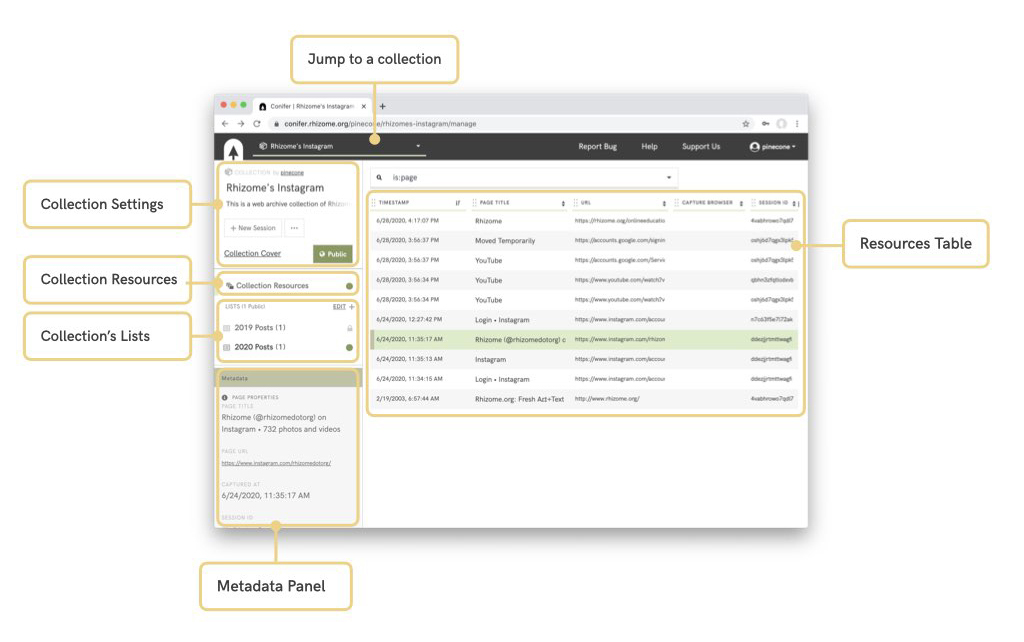 Jump to a collection
Conifer | Rhizome's Instagram
conifer.rhizome.org/pinecone/rhizomes-instagram/manage
Rhizome's Instagram
Report Bug Help Support Us pinecone
Collection Settings
COLLECTION by pinecone
Rhizome's Instagram
This is a web archive collection of Rhizom
+ New Session
Collection Cover
Public
Collection Resources
Collection Resources
Collection's Lists
LISTS (1 Public) EDIT +
2019 Posts (1)
2020 Posts (1)
Metadata
PAGE PROPERTIES
PAGE TITLE
Rhizome (@rhizomedotorg) on
Instagram • 732 photos and videos
PAGE URL
https://www.instagram.com/rhizomedotorg/
CAPTURED AT
6/24/2020, 11:35:17 AM
SESSION ID
Metadata Panel
is:page
TIMESTAMP PAGE TITLE URL CAPTURE BROWSER SESSION ID
6/28/2020, 4:17:07 PM Rhizome https://rhizome.org/onlineeducatio
6/28/2020, 3:56:37 PM Moved Temporarily https://accounts.google.com/signin
6/28/2020, 3:56:37 PM YouTube https://accounts.google.com/Servic
6/28/2020, 3:56:34 PM YouTube https://www.youtube.com/watch?v
6/28/2020, 3:56:34 PM YouTube https://www.youtube.com/watch?v
6/24/2020, 12:27:42 PM Login • Instagram https://www.instagram.com/accour
6/24/2020, 11:35:17 AM Rhizome (@rhizomedotorg) c https://www.instagram.com/rhizon
6/24/2020, 11:35:13 AM Instagram https://www.instagram.com/accour
6/24/2020, 11:34:15 AM Login • Instagram https://www.instagram.com/accour
2/19/2003, 6:57:44 AM Rhizome.org: Fresh Art+Text http://www.rhizome.org/
Resources Table